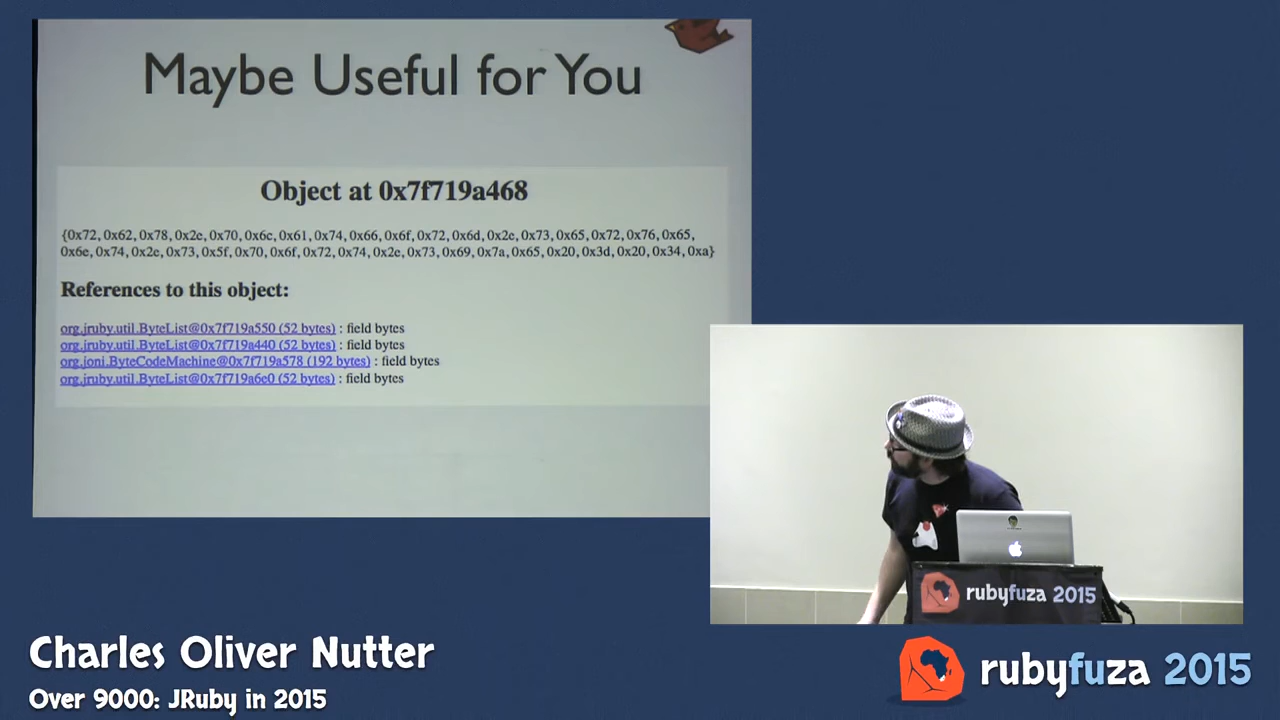 Maybe Useful for You
Object at 0x7f719a468
{0x72, 0x62, 0x78, 0x2e, 0x70, 0x6c, 0x61, 0x74, 0x66, 0x6f, 0x72, 0x6d, 0x2e, 0x73, 0x65, 0x72, 0x76, 0x65,
0x6e, 0x74, 0x2e, 0x73, 0x5f, 0x70, 0x6f, 0x72, 0x74, 0x2e, 0x73, 0x69, 0x7a, 0x65, 0x20, 0x3d, 0x20, 0x34, 0xa}
References to this object:
org.jruby.util.ByteList@0x7f719a550 (52 bytes) : field bytes
org.jruby.util.ByteList@0x7f719a440 (52 bytes) : field bytes
org.joni.ByteCodeMachine@0x7f719a578 (192 bytes) : field bytes
org.jruby.util.ByteList@0x7f719a6e0 (52 bytes) : field bytes
rubyfuza 2015
Charles Oliver Nutter
Over 9000: JRuby in 2015
rubyfuza 2015